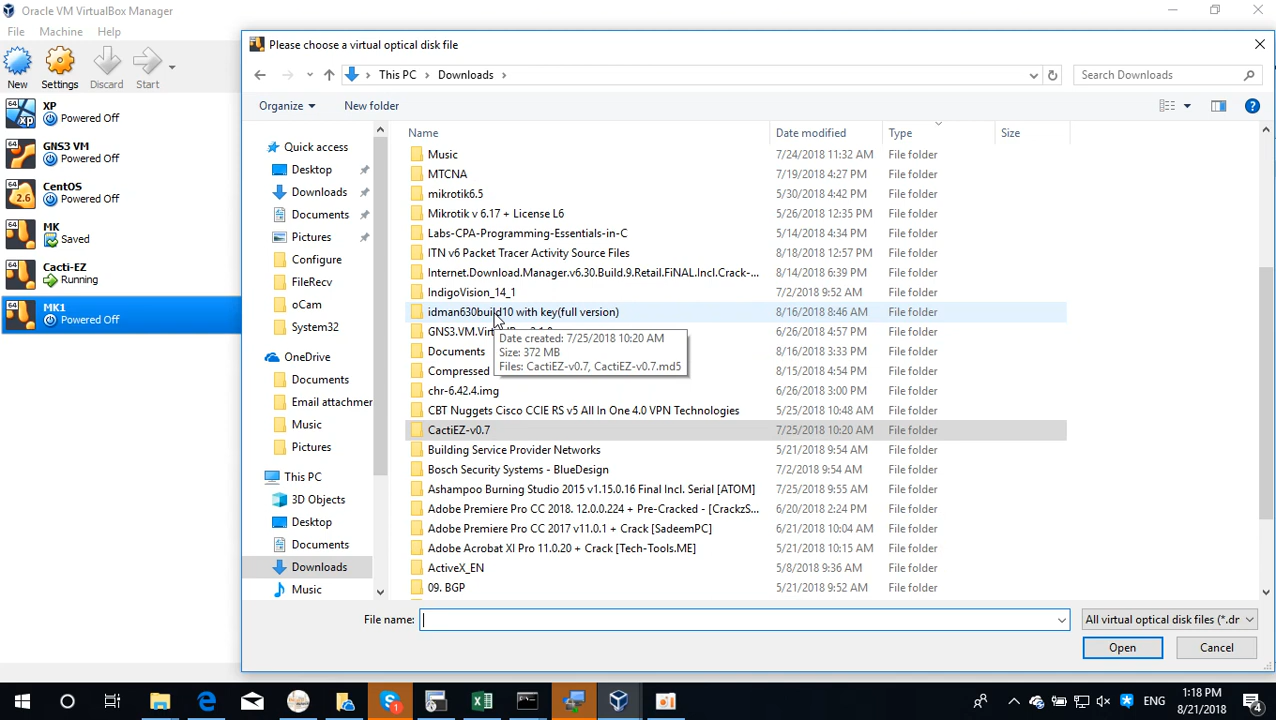 Oracle VM VirtualBox Manager
File Machine Help
New Settings Discard Start
64 XP
xp Powered Off
64 GNS3 VM
Powered Off
64 CentOS
2.6 Powered Off
64 MK
Saved
64 Cacti-EZ
Running
64 MK1
Powered Off
Please choose a virtual optical disk file
This PC Downloads
Search Downloads
Organize New folder
Quick access
Desktop
Downloads
Documents
Pictures
Configure
FileRecv
oCam
System32
OneDrive
Documents
Email attachmer
Music
Pictures
This PC
3D Objects
Desktop
Documents
Downloads
Music
Name Date modified Type Size
Music 7/24/2018 11:32 AM File folder
MTCNA 7/19/2018 4:27 PM File folder
mikrotik6.5 5/30/2018 4:42 PM File folder
Mikrotik v 6.17 + License L6 5/26/2018 12:35 PM File folder
Labs-CPA-Programming-Essentials-in-C 5/5/2018 4:34 PM File folder
ITN v6 Packet Tracer Activity Source Files 8/18/2018 12:57 PM File folder
Internet.Download.Manager.v6.30.Build.9.Retail.FiNAL.Incl.Crack-... 8/14/2018 6:39 PM File folder
IndigoVision_14_1 7/2/2018 9:52 AM File folder
idman630build10 with key(full version) 8/16/2018 8:46 AM File folder
6/26/2018 4:57 PM File folder
Documents 8/16/2018 3:33 PM File folder
Compressed 8/15/2018 4:54 PM File folder
chr-6.42.4.img 6/26/2018 3:00 PM File folder
CBT Nuggets Cisco CCIE RS v5 All In One 4.0 VPN Technologies 5/25/2018 10:48 AM File folder
CactiEZ-v0.7 7/25/2018 10:20 AM File folder
Building Service Provider Networks 5/21/2018 9:54 AM File folder
Bosch Security Systems - BlueDesign 7/2/2018 9:54 AM File folder
Ashampoo Burning Studio 2015 v1.15.0.16 Final Incl. Serial [ATOM] 7/25/2018 9:55 AM File folder
Adobe Premiere Pro CC 2018. 12.0.0.224 + Pre-Cracked - [CrackzS... 6/20/2018 2:24 PM File folder
Adobe Premiere Pro CC 2017 v11.0.1 + Crack [SadeemPC] 6/21/2018 10:04 AM File folder
Adobe Acrobat XI Pro 11.0.20 + Crack [Tech-Tools.ME] 5/21/2018 10:15 AM File folder
ActiveX_EN 5/8/2018 9:36 AM File folder
09. BGP 5/21/2018 9:52 AM File folder
Date created: 7/25/2018 10:20 AM
Size: 372 MB
Files: CactiEZ-v0.7, CactiEZ-v0.7.md5
File name: All virtual optical disk files (*.dr
Open Cancel
1
ENG 1:18 PM
8/21/2018
4